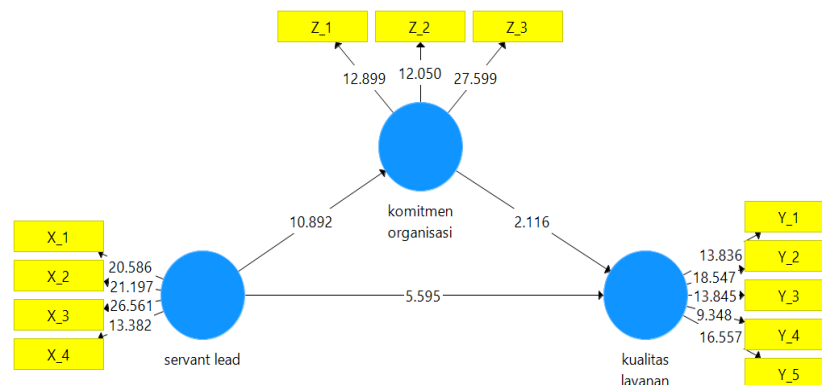 Z_1
Z_2
Z_3
12.899
12.050
27.599
komitmen
organisasi
10.892
2.116
X_1
X_2
X_3
X_4
20.586
21.197
26.561
13.382
servant lead
5.595
kualitas
layanan
13.836
18.547
13.845
9.348
16.557
Y_1
Y_2
Y_3
Y_4
Y_5